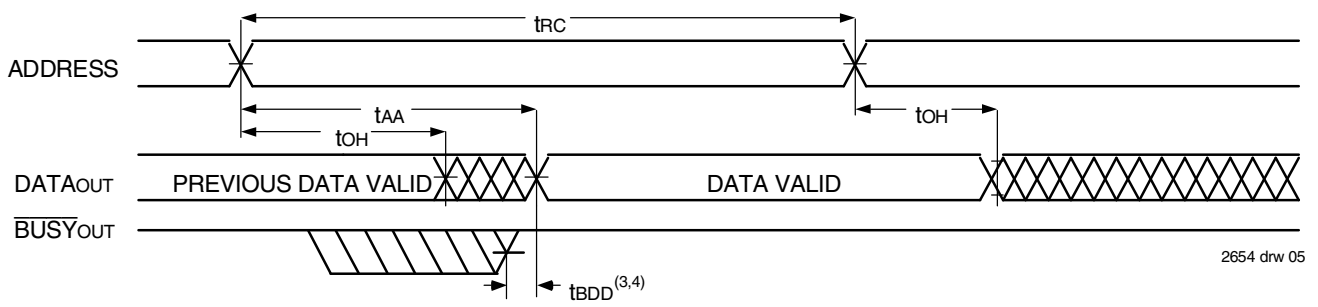 tRC
ADDRESS
tAA
tOH
tOH
DATAOUT
PREVIOUS DATA VALID
DATA VALID
BUSYOUT
2654 drw 05
tBDD(3,4)